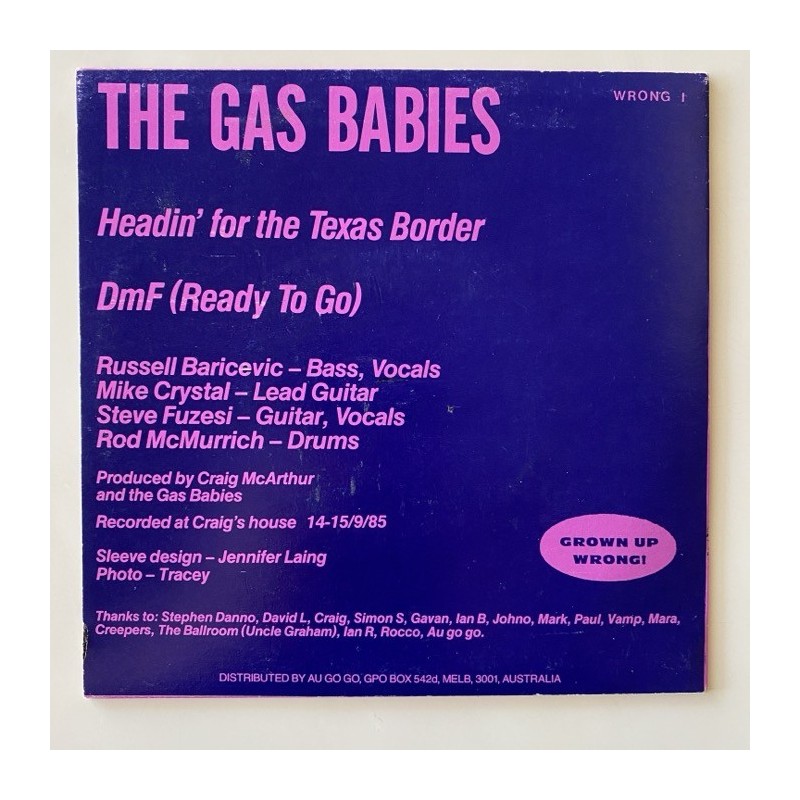 THE GAS BABIES
WRONG 1
Headin' for the Texas Border
DmF (Ready To Go)
Russell Baricevic – Bass, Vocals
Mike Crystal – Lead Guitar
Steve Fuzesi – Guitar, Vocals
Rod McMurrich – Drums
Produced by Craig McArthur
and the Gas Babies
Recorded at Craig's house 14-15/9/85
GROWN UP
WRONG!
Sleeve design – Jennifer Laing
Photo – Tracey
Thanks to: Stephen Danno, David L, Craig, Simon S, Gavan, Ian B, Johno, Mark, Paul, Vamp, Mara,
Creepers, The Ballroom (Uncle Graham), Ian R, Rocco, Au go go.
DISTRIBUTED BY AU GO GO, GPO BOX 542d, MELB, 3001, AUSTRALIA